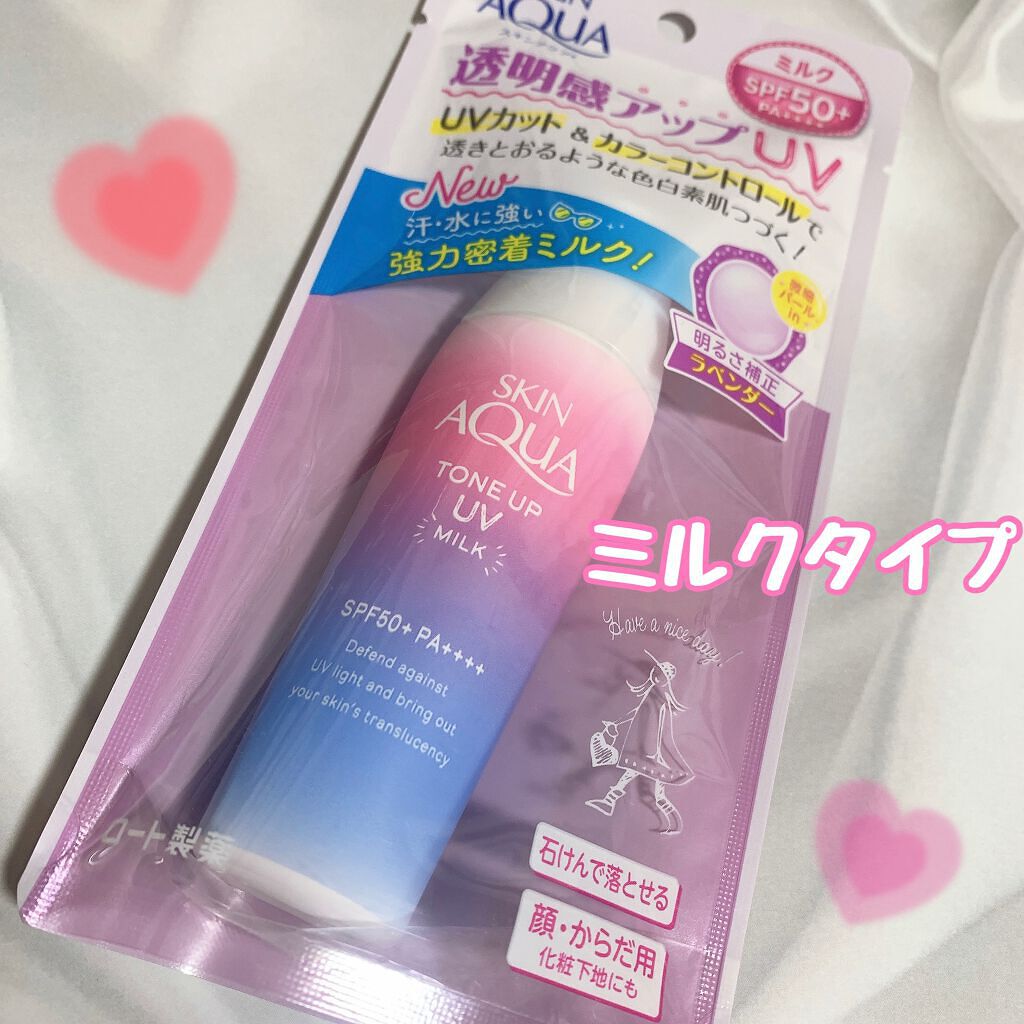 SKIN
AQUA
スキンアクア
透明感アップUV
ミルク
SPF50+
PA++++
UVカット&カラーコントロールで
透きとおるような色白素肌つづく!
New
汗・水に強い
強力密着ミルク!
微細
パール
in
明るさ補正
ラベンダー
SKIN
AQUA
TONE UP
UV
MILK
ミルクタイプ
SPF50+ PA++++
Defend against
UV light and bring out
your skin's translucency
Have a nice day!
ロート製薬
石けんで落とせる
顔・からだ用
化粧下地にも